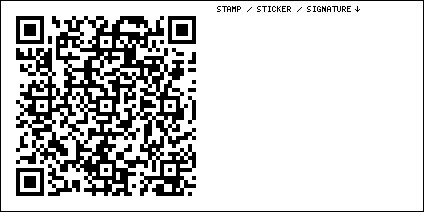 STAMP / STICKER / SIGNATURE ↓